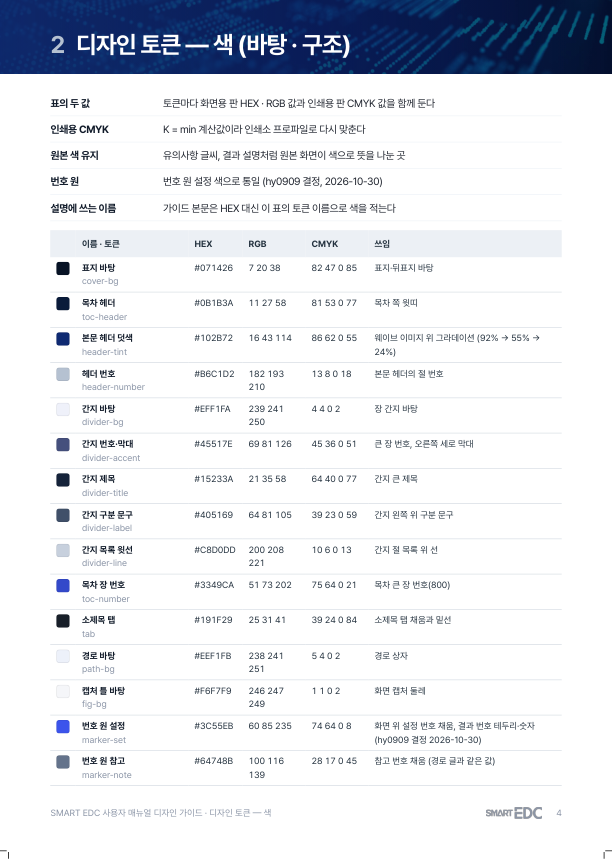 2 디자인 토큰 — 색 (바탕 · 구조)
표의 두 값 토큰마다 화면용 판 HEX · RGB 값과 인쇄용 판 CMYK 값을 함께 둔다
인쇄용 CMYK K = min 계산값이라 인쇄소 프로파일로 다시 맞춘다
원본 색 유지 유의사항 글씨, 결과 설명처럼 원본 화면이 색으로 뜻을 나눈 곳
번호 원 번호 원 설정 색으로 통일 (hy0909 결정, 2026-10-30)
설명에 쓰는 이름 가이드 본문은 HEX 대신 이 표의 토큰 이름으로 색을 적는다
이름 · 토큰 HEX RGB CMYK 쓰임
표지 바탕 #071426 7 20 38 82 47 0 85 표지·뒤표지 바탕
cover-bg
목차 헤더 #0B1B3A 11 27 58 81 53 0 77 목차 쪽 윗띠
toc-header
본문 헤더 덧색 #102B72 16 43 114 86 62 0 55 웨이브 이미지 위 그라데이션 (92% → 55% →
header-tint 24%)
헤더 번호 #B6C1D2 182 193 13 8 0 18 본문 헤더의 절 번호
header-number 210
간지 바탕 #EFF1FA 239 241 4 4 0 2 장 간지 바탕
divider-bg 250
간지 번호·막대 #45517E 69 81 126 45 36 0 51 큰 장 번호, 오른쪽 세로 막대
divider-accent
간지 제목 #15233A 21 35 58 64 40 0 77 간지 큰 제목
divider-title
간지 구분 문구 #405169 64 81 105 39 23 0 59 간지 왼쪽 위 구분 문구
divider-label
간지 목록 윗선 #C8D0DD 200 208 10 6 0 13 간지 절 목록 위 선
divider-line 221
목차 장 번호 #3349CA 51 73 202 75 64 0 21 목차 큰 장 번호(800)
toc-number
소제목 탭 #191F29 25 31 41 39 24 0 84 소제목 탭 채움과 밑선
tab
경로 바탕 #EEF1FB 238 241 5 4 0 2 경로 상자
path-bg 251
캡처 틀 바탕 #F6F7F9 246 247 1 1 0 2 화면 캡처 둘레
fig-bg 249
번호 원 설정 #3C55EB 60 85 235 74 64 0 8 화면 위 설정 번호 채움, 결과 번호 테두리·숫자
marker-set (hy0909 결정 2026-10-30)
번호 원 참고 #64748B 100 116 28 17 0 45 참고 번호 채움 (경로 글과 같은 값)
marker-note 139
SMART EDC 사용자 매뉴얼 디자인 가이드 · 디자인 토큰 — 색 SMART EDC 4